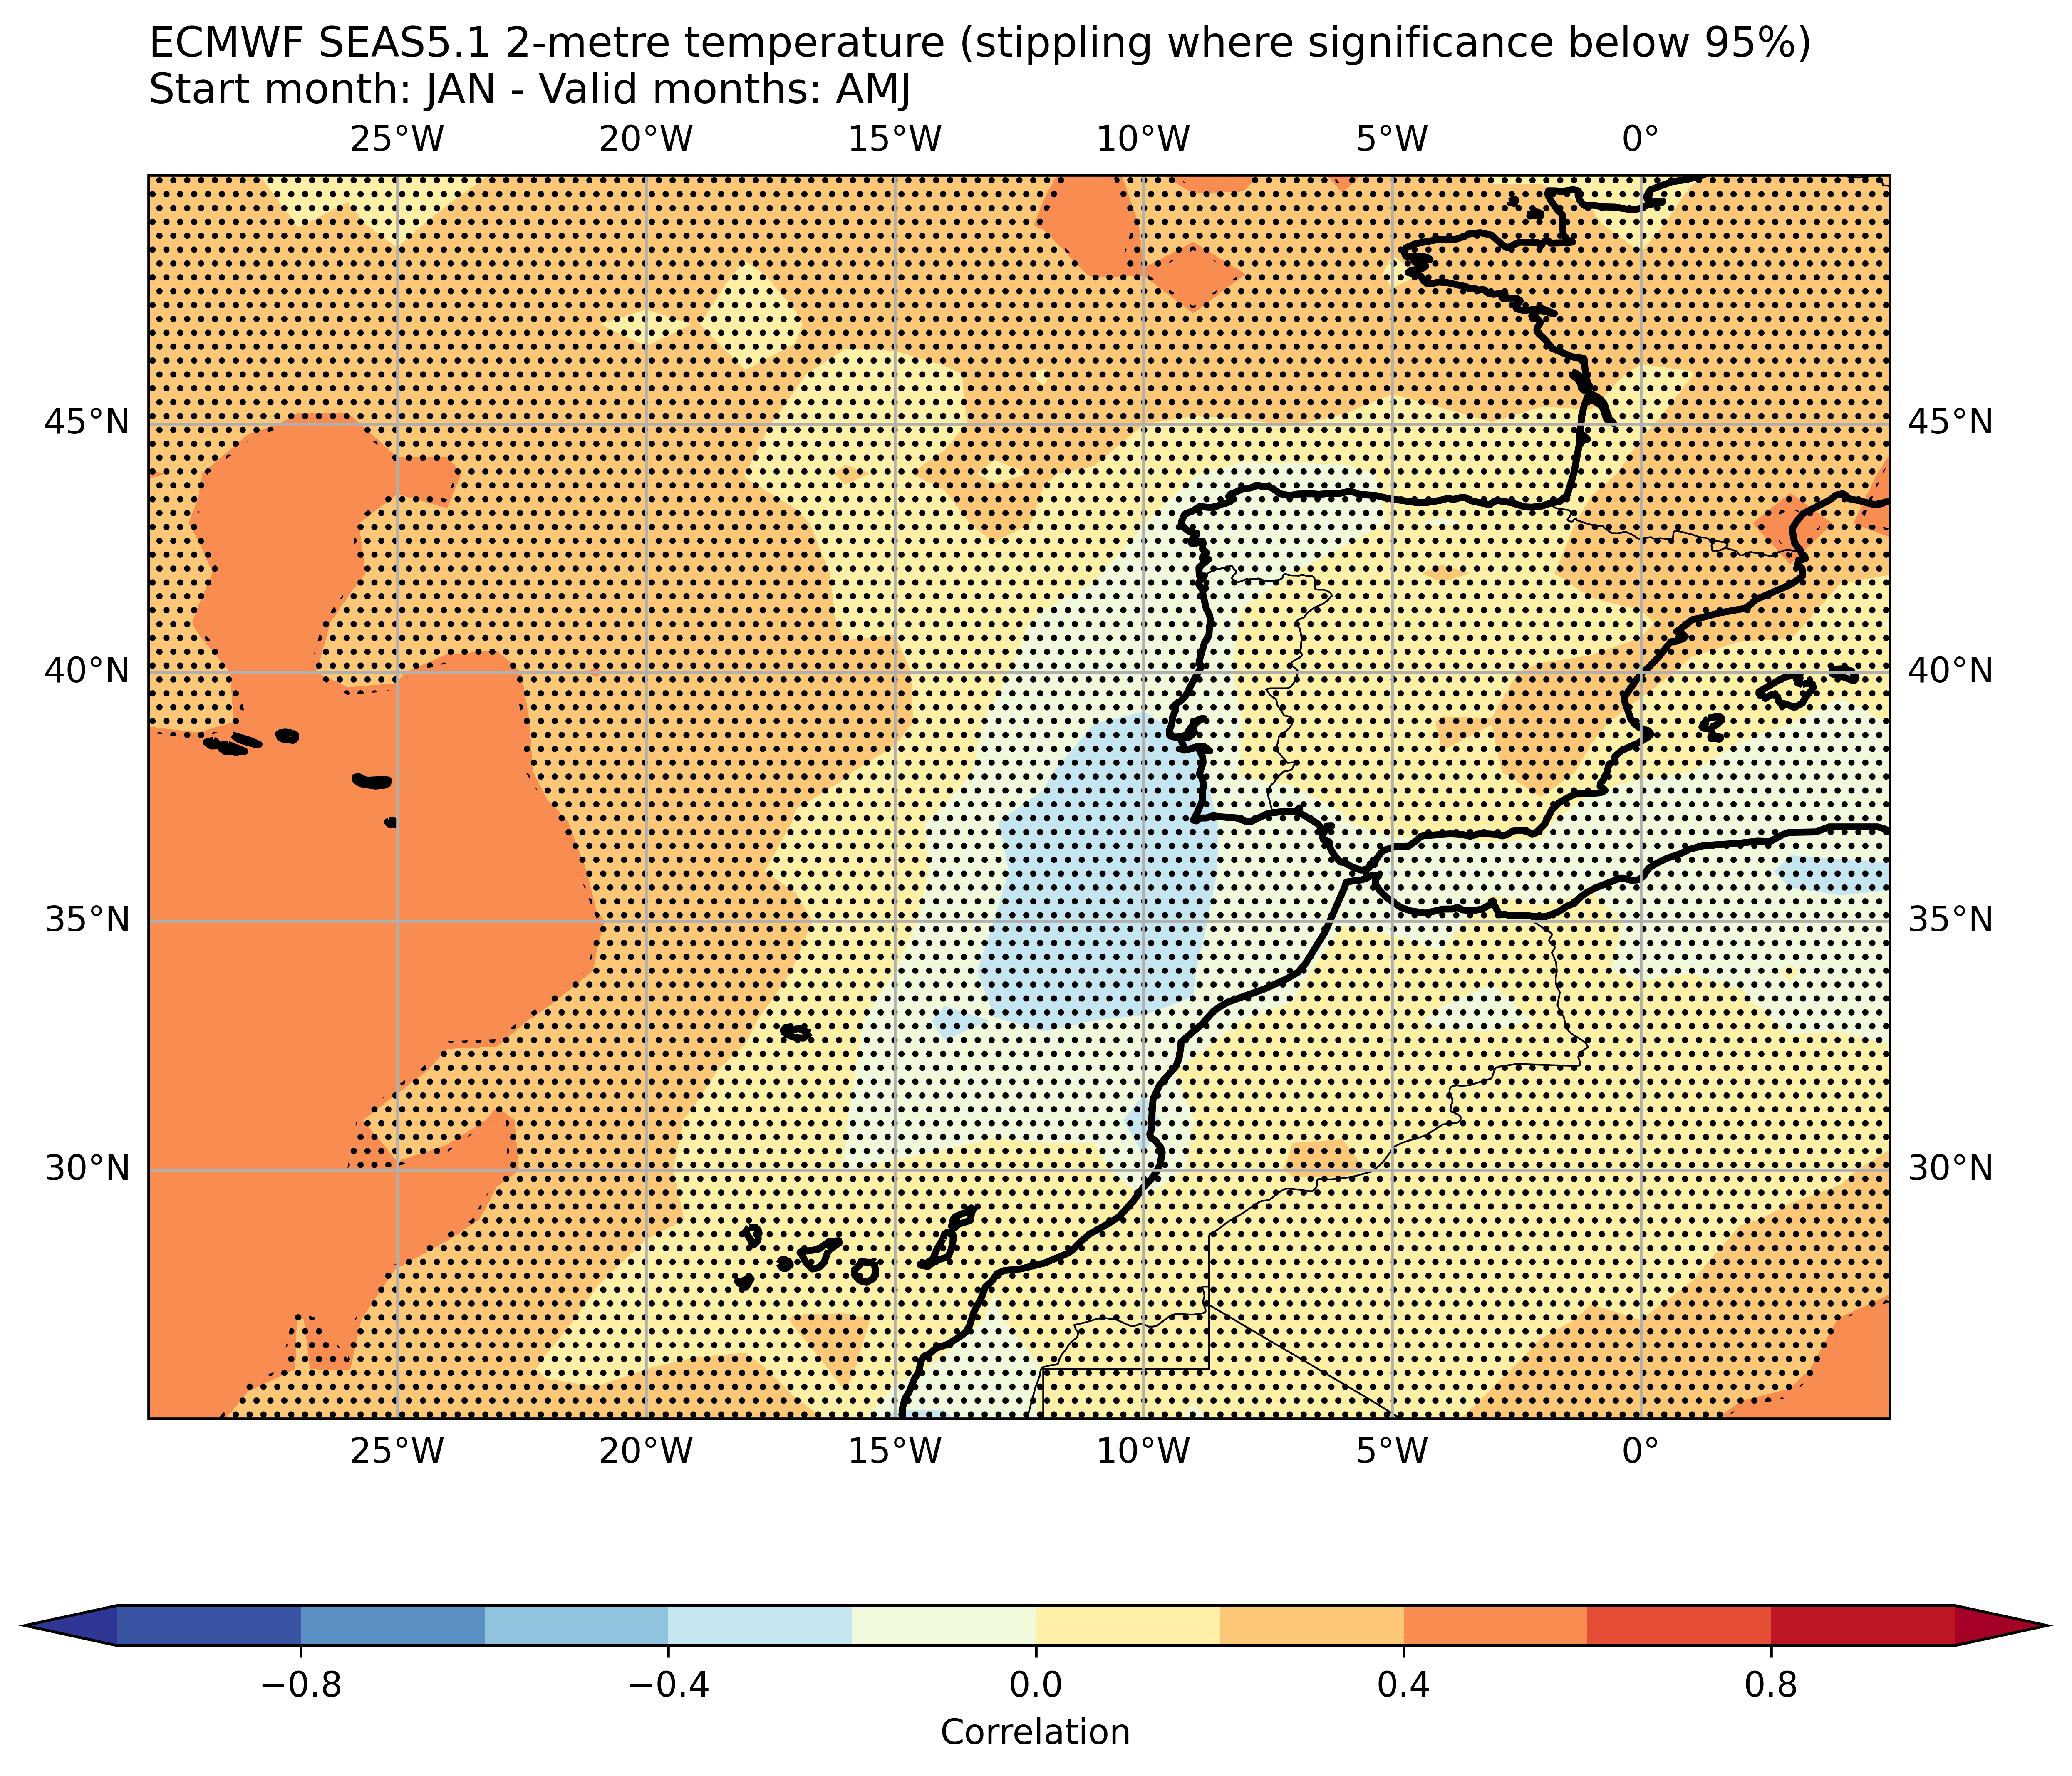 ECMWF SEAS5.1 2-metre temperature (stippling where significance below 95%)
Start month: JAN - Valid months: AMJ
25°W 20°W 15°W 10°W 5°W 0°
45°N 45°N
40°N 40°N
35°N 35°N
30°N 30°N
25°W 20°W 15°W 10°W 5°W 0°
−0.8 −0.4 0.0 0.4 0.8
Correlation